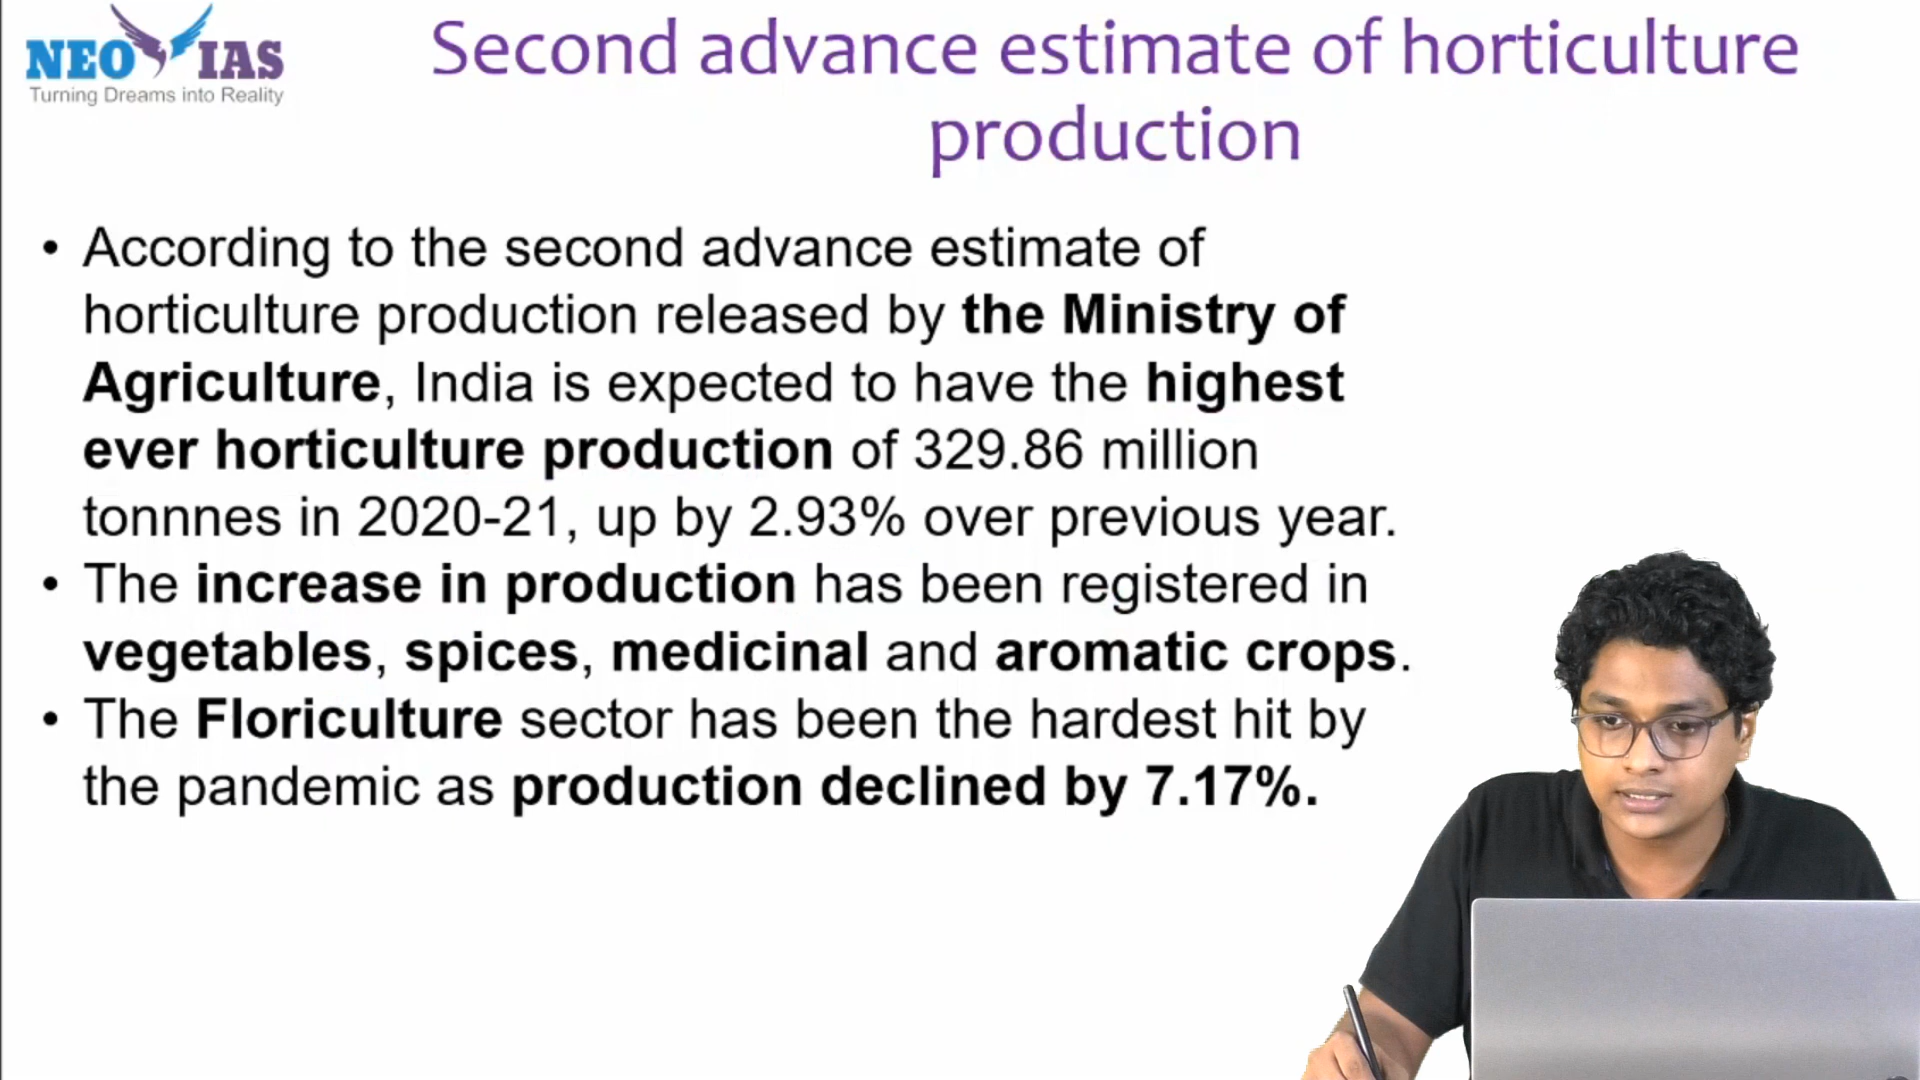 NEO IAS
Turning Dreams into Reality
Second advance estimate of horticulture
production
• According to the second advance estimate of
horticulture production released by the Ministry of
Agriculture, India is expected to have the highest
ever horticulture production of 329.86 million
tonnnes in 2020-21, up by 2.93% over previous year.
• The increase in production has been registered in
vegetables, spices, medicinal and aromatic crops.
• The Floriculture sector has been the hardest hit by
the pandemic as production declined by 7.17%.